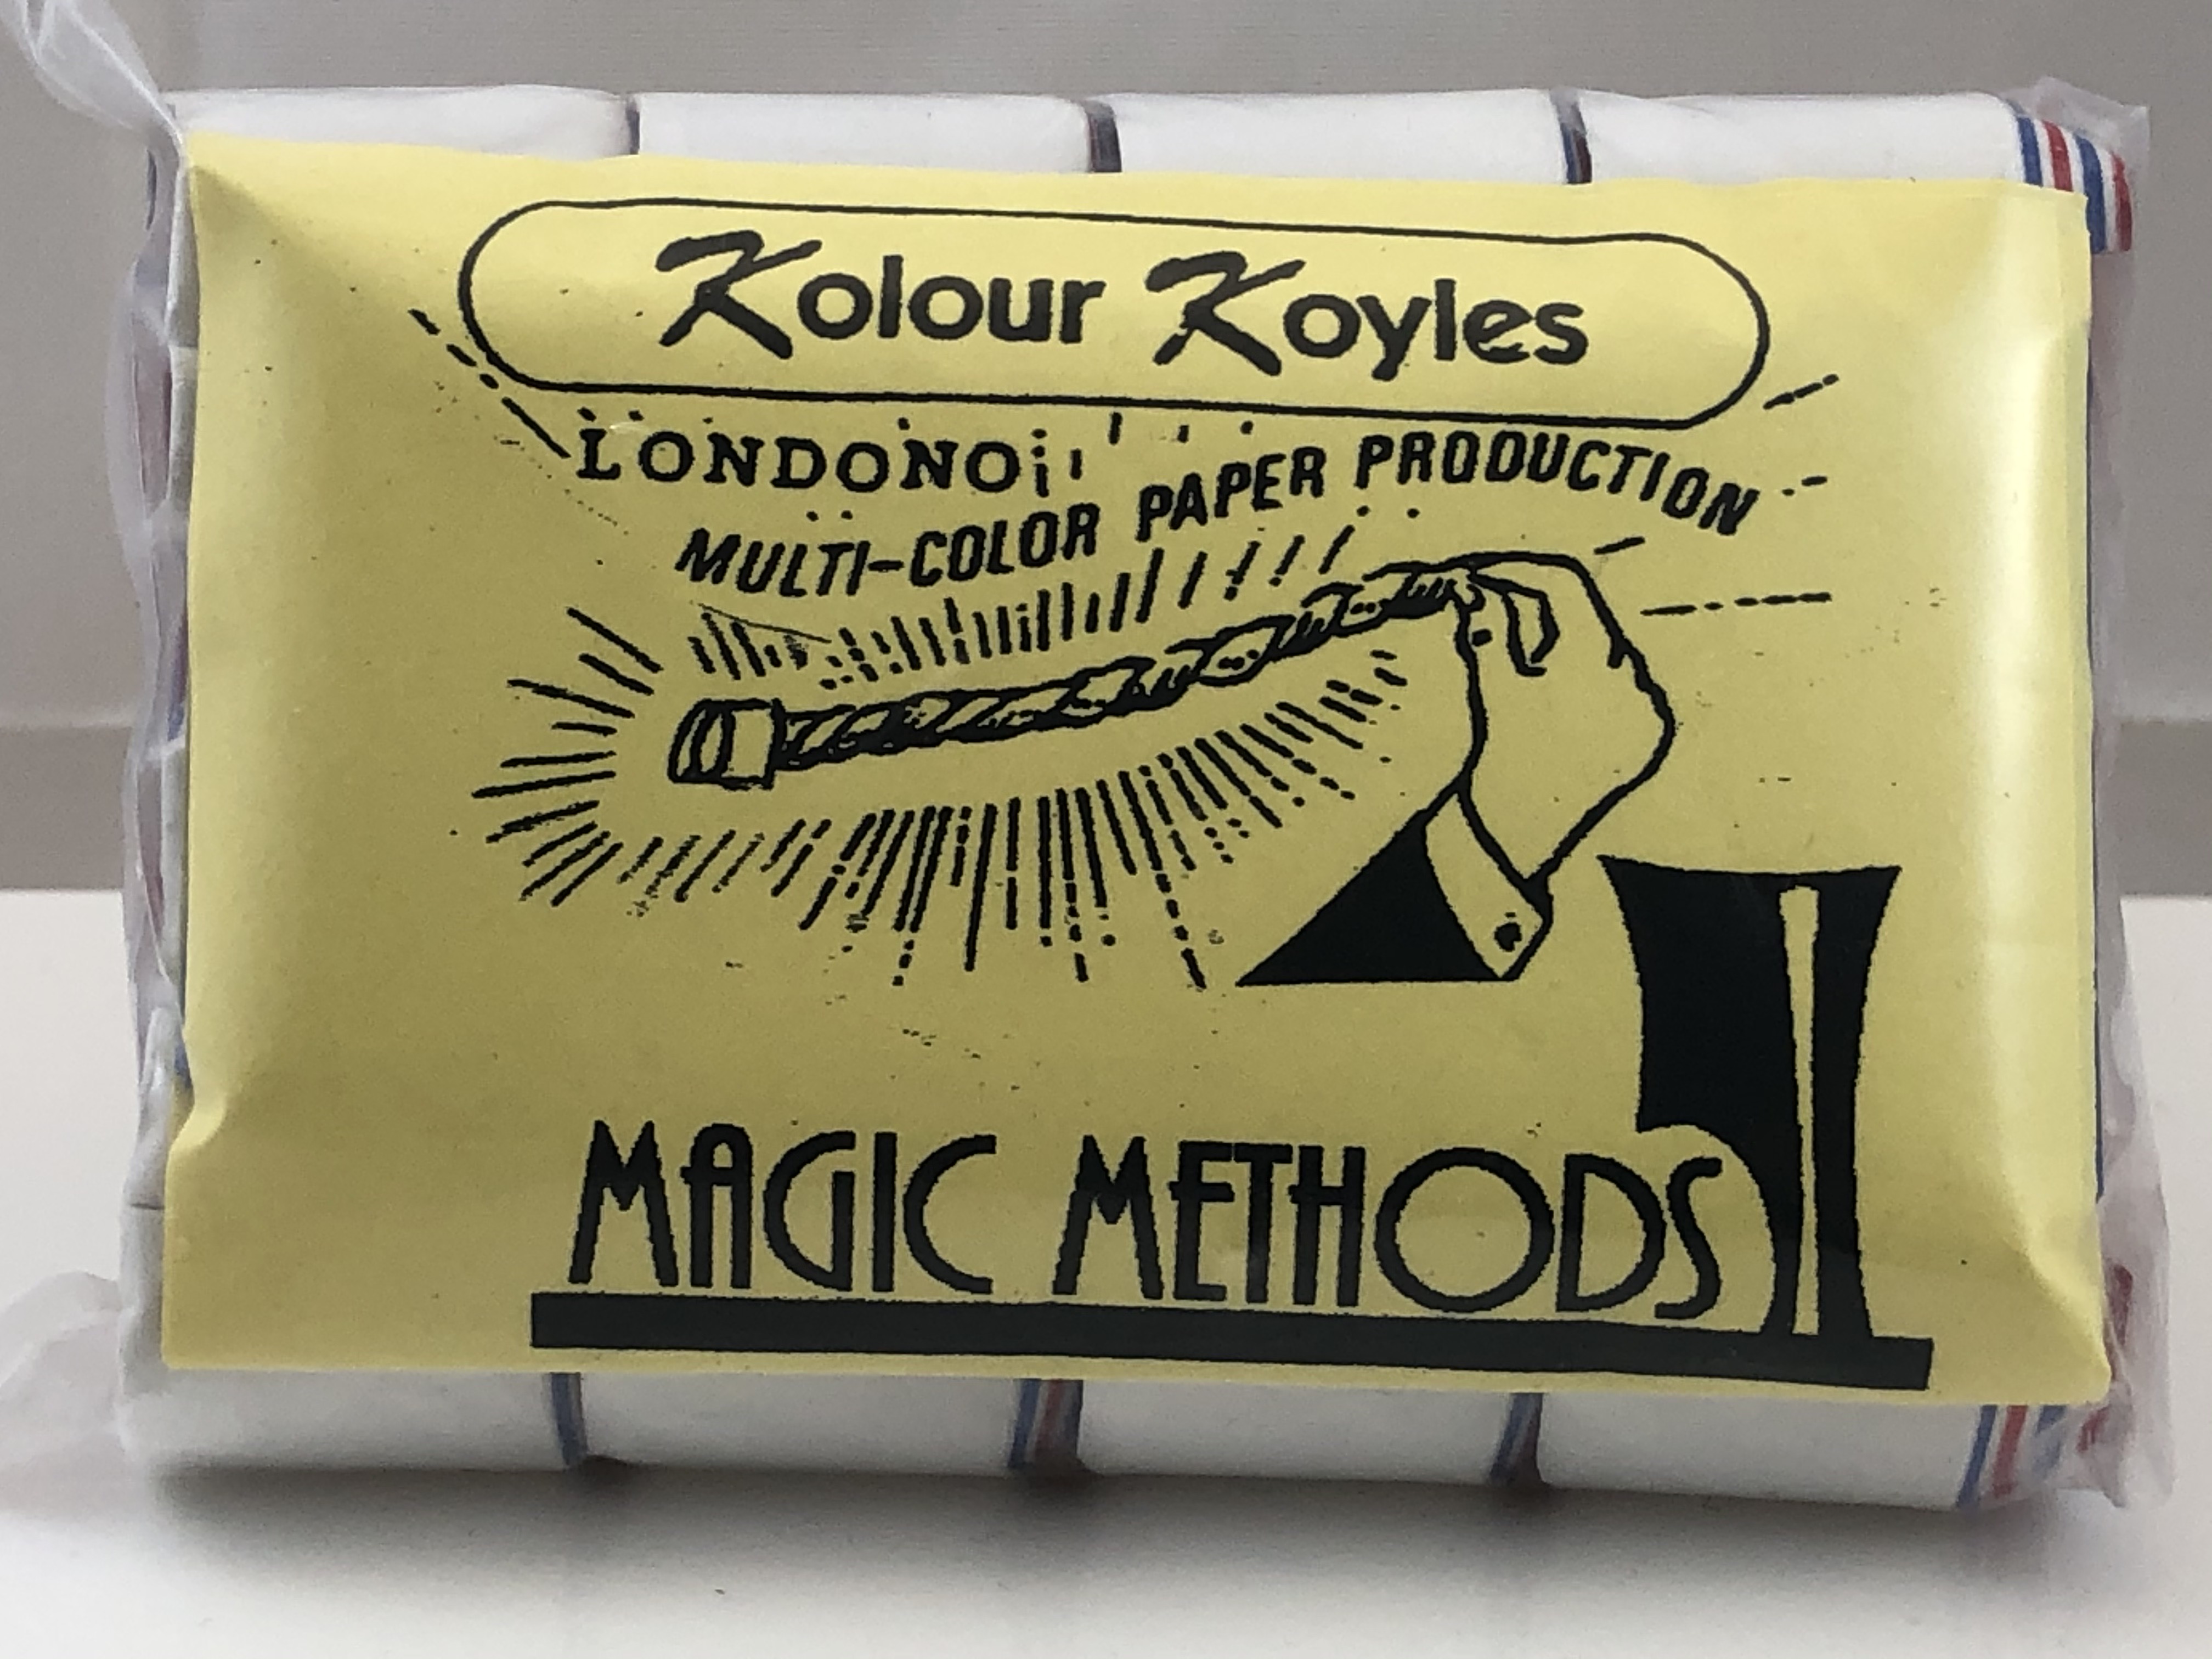 Kolour Koyles
LONDONO
MULTI-COLOR PAPER PRODUCTION
MAGIC METHODS